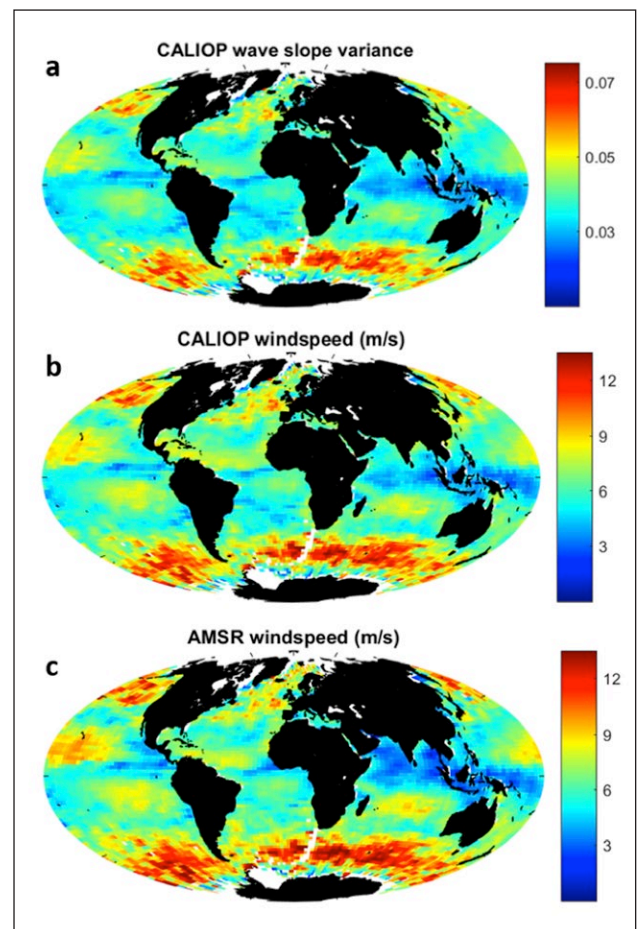 CALIOP wave slope variance
a
0.07
0.05
0.03
CALIOP windspeed (m/s)
b
12
9
6
3
AMSR windspeed (m/s)
c
12
9
6
3